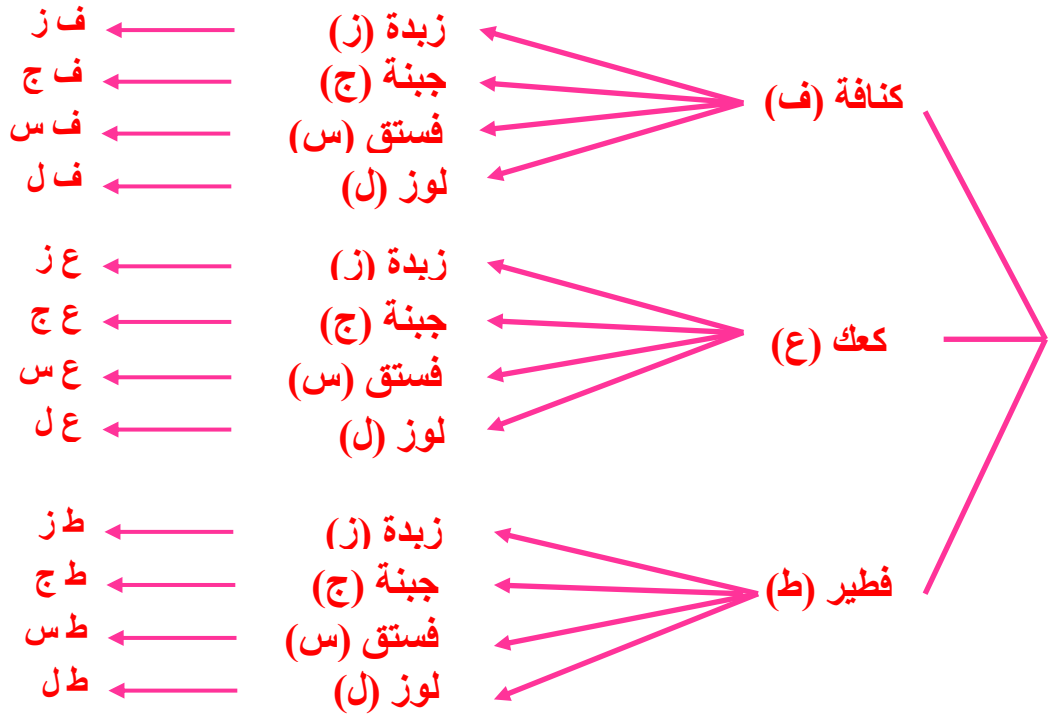 كنافة (ف)
زبدة (ز)
ف ز
جبنة (ج)
ف ج
فستق (س)
ف س
لوز (ل)
ف ل
كعك (ع)
زبدة (ز)
ع ز
جبنة (ج)
ع ج
فستق (س)
ع س
لوز (ل)
ع ل
فطير (ط)
زبدة (ز)
ط ز
جبنة (ج)
ط ج
فستق (س)
ط س
لوز (ل)
ط ل